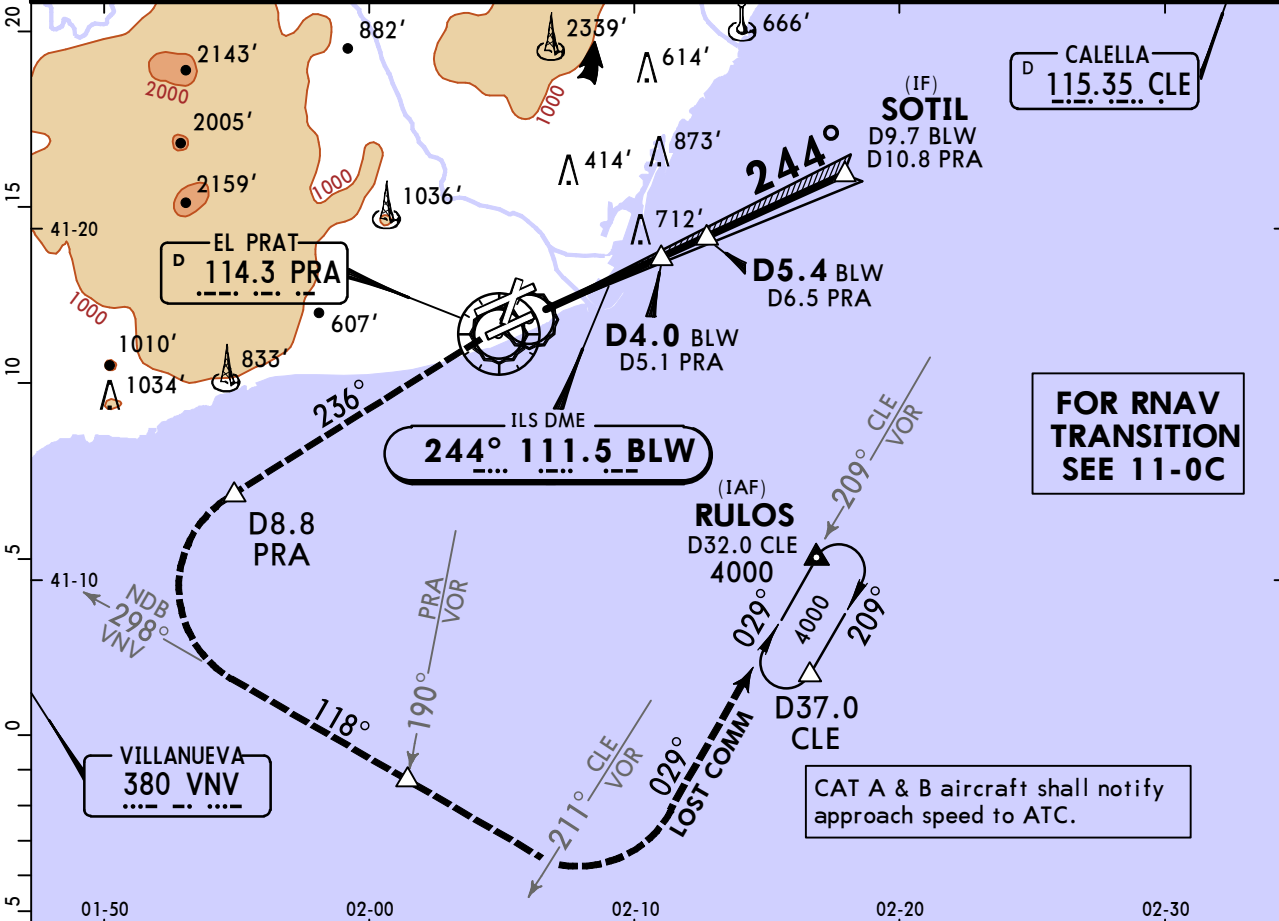 20
882′
2339′
666′
2143′
614′
CALELLA
D 115.35 CLE
2000
(IF)
SOTIL
D9.7 BLW
D10.8 PRA
1000
2005′
873′
244°
414′
2159′
1000
1036′
15
41-20
712′
EL PRAT
D 114.3 PRA
D5.4 BLW
D6.5 PRA
1000
607′
D4.0 BLW
D5.1 PRA
1010′
833′
1034′
10
236°
ILS DME
244° 111.5 BLW
FOR RNAV
TRANSITION
SEE 11-0C
209° CLE
VOR
(IAF)
RULOS
D32.0 CLE
4000
D8.8
PRA
5
41-10
NDB
298°
VNV
PRA
VOR
190°
029°
4000
209°
D37.0
CLE
118°
0
VILLANUEVA
380 VNV
211° CLE
VOR
029°
LOST COMM
CAT A & B aircraft shall notify
approach speed to ATC.
5
01-50
02-00
02-10
02-20
02-30